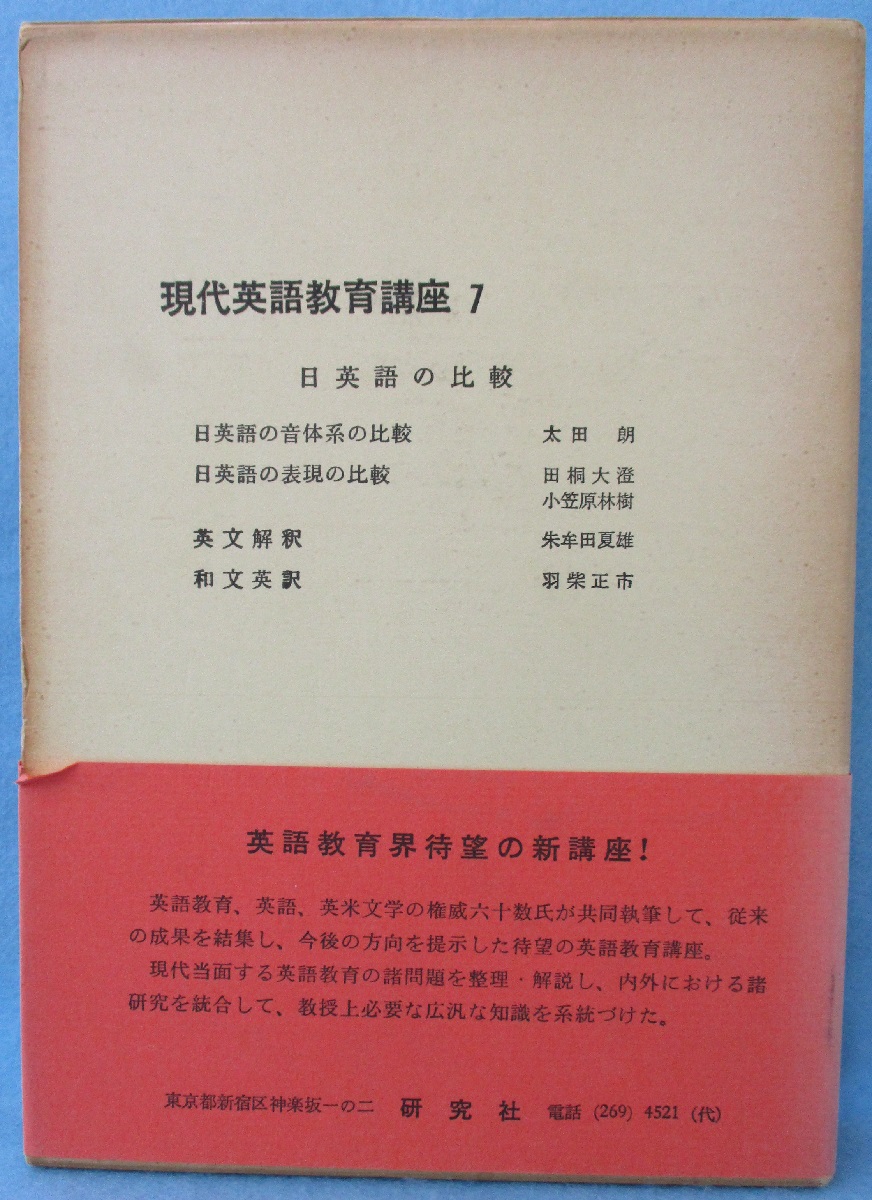 現代英語教育講座 7
日英語の比較
日英語の音体系の比較 太田 朗
日英語の表現の比較 田桐大澄
小笠原林樹
英文解釈 朱牟田夏雄
和文英訳 羽柴正市
英語教育界待望の新講座!
英語教育、英語、英米文学の権威六十数氏が共同執筆して、従来
の成果を結集し、今後の方向を提示した待望の英語教育講座。
現代当面する英語教育の諸問題を整理・解説し、内外における諸
研究を統合して、教授上必要な広汎な知識を系統づけた。
東京都新宿区神楽坂一の二 研究社 電話 (269) 4521 (代)